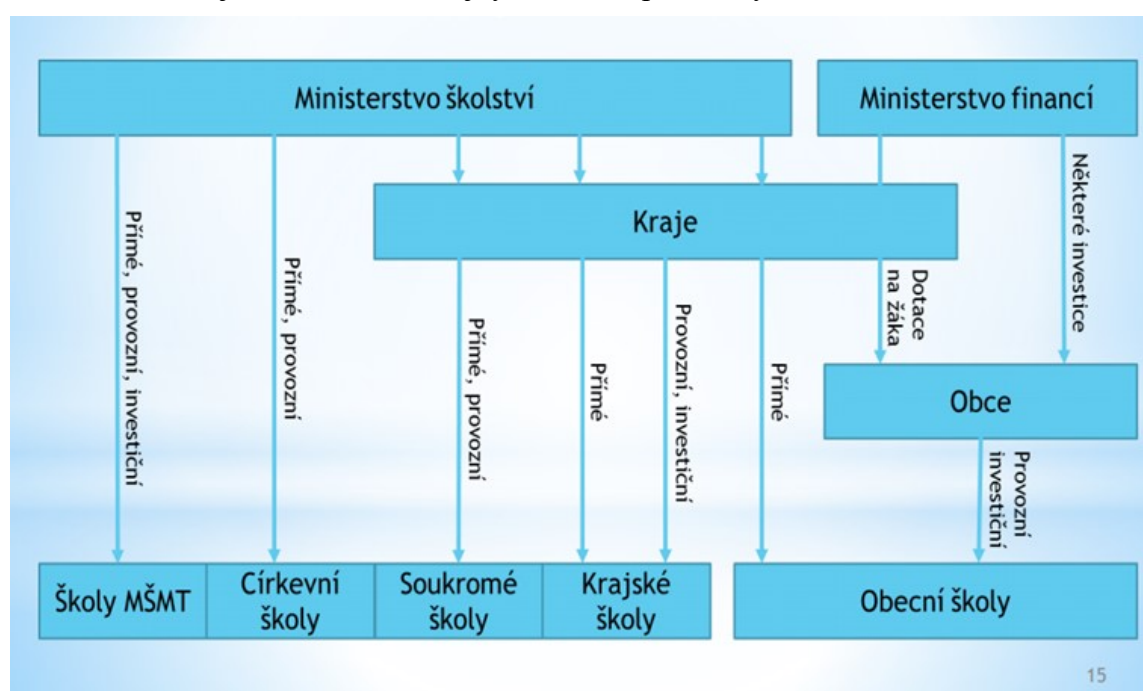 Ministerstvo školství
Ministerstvo financí
Některé investice
Kraje
Přímé, provozní, investiční
Přímé, provozní
Přímé, provozní
Přímé
Provozní, investiční
Přímé
Dotace
na žáka
Obce
Provozní
investiční
Školy MŠMT
Církevní
školy
Soukromé
školy
Krajské
školy
Obecní školy
15